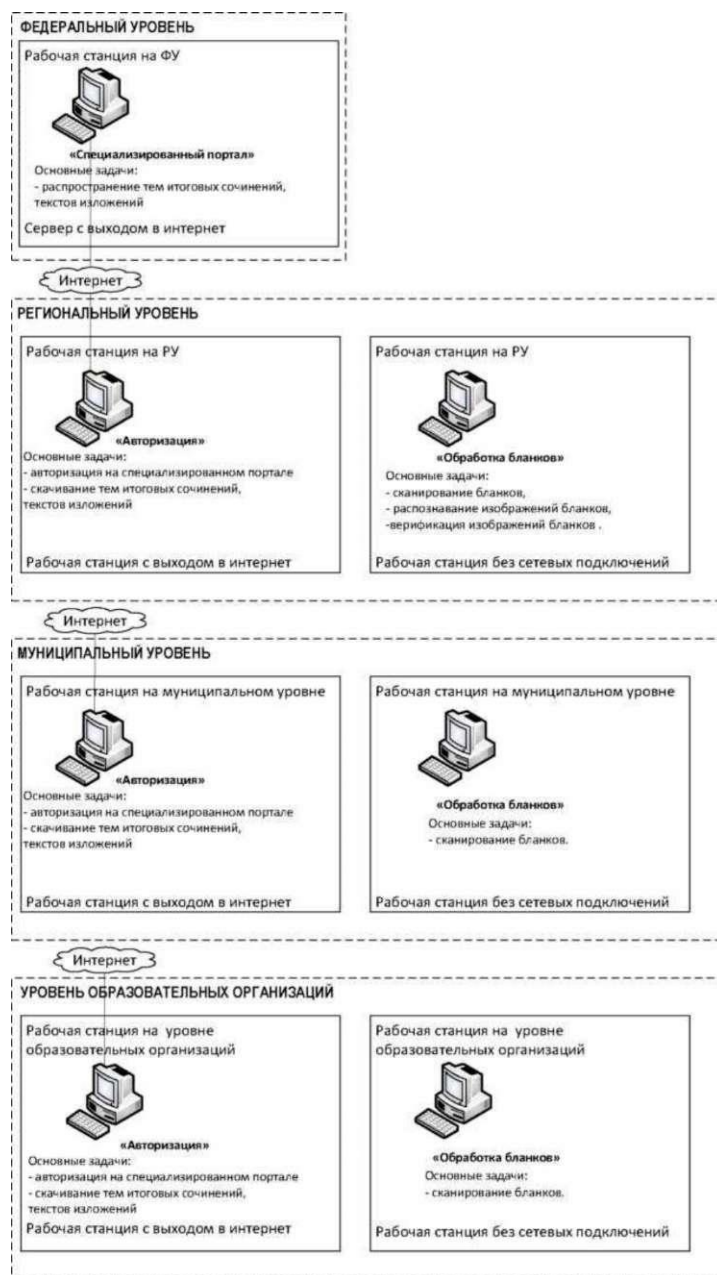 ФЕДЕРАЛЬНЫЙ УРОВЕНЬ
Рабочая станция на ФУ
«Специализированный портал»
Основные задачи:
- распространение тем итоговых сочинений,
текстов изложений
Сервер с выходом в интернет
Интернет
РЕГИОНАЛЬНЫЙ УРОВЕНЬ
Рабочая станция на РУ
«Авторизация»
Основные задачи:
- авторизация на специализированном портале
- скачивание тем итоговых сочинений,
текстов изложений
Рабочая станция с выходом в интернет
Рабочая станция на РУ
«Обработка бланков»
Основные задачи:
- сканирование бланков,
- распознавание изображений бланков,
-верификация изображений бланков .
Рабочая станция без сетевых подключений
Интернет
МУНИЦИПАЛЬНЫЙ УРОВЕНЬ
Рабочая станция на муниципальном уровне
«Авторизация»
Основные задачи:
- авторизация на специализированном портале
- скачивание тем итоговых сочинений,
текстов изложений
Рабочая станция с выходом в интернет
Рабочая станция на муниципальном уровне
«Обработка бланков»
Основные задачи:
- сканирование бланков.
Рабочая станция без сетевых подключений
Интернет
УРОВЕНЬ ОБРАЗОВАТЕЛЬНЫХ ОРГАНИЗАЦИЙ
Рабочая станция на уровне
образовательных организаций
«Авторизация»
Основные задачи:
- авторизация на специализированном портале
- скачивание тем итоговых сочинений,
текстов изложений
Рабочая станция с выходом в интернет
Рабочая станция на уровне
образовательных организаций
«Обработка бланков»
Основные задачи:
- сканирование бланков.
Рабочая станция без сетевых подключений